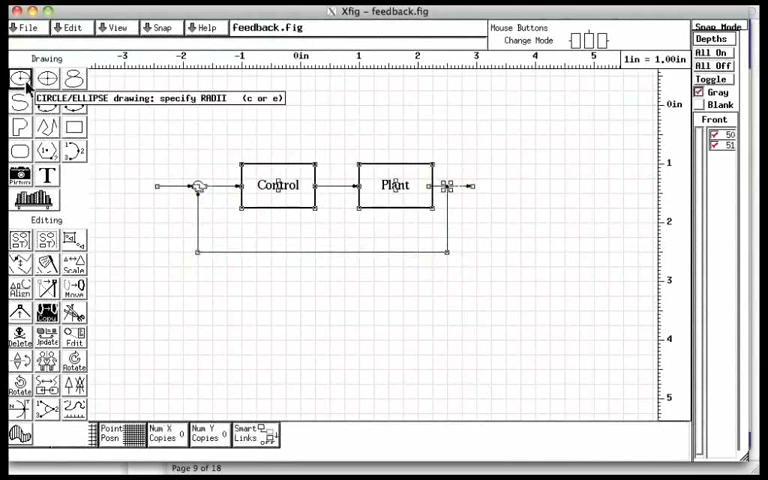 Xfig - feedback.fig
File Edit View Snap Help feedback.fig
Mouse Buttons
Change Mode
Snap Mode
Depths
All On
All Off
Toggle
Gray
Blank
Front
50
51
Drawing
-3 -2 -1 0in 1 2 3 4 5 1in = 1.00in
CIRCLE/ELLIPSE drawing: specify RADII (c or e)
0in
1
2
3
4
5
Control
Plant
Picture
T
Editing
Scale
Align
Move
Copy
Delete
Update
Edit
Rotate
Rotate
Point
Posn
Num X
Copies 0
Num Y
Copies 0
Smart
Links
OFF
Page 9 of 18